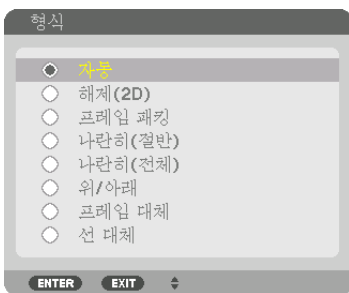 형식
자동
해제(2D)
프레임 패킹
나란히(절반)
나란히(전체)
위/아래
프레임 대체
선 대체
ENTER EXIT